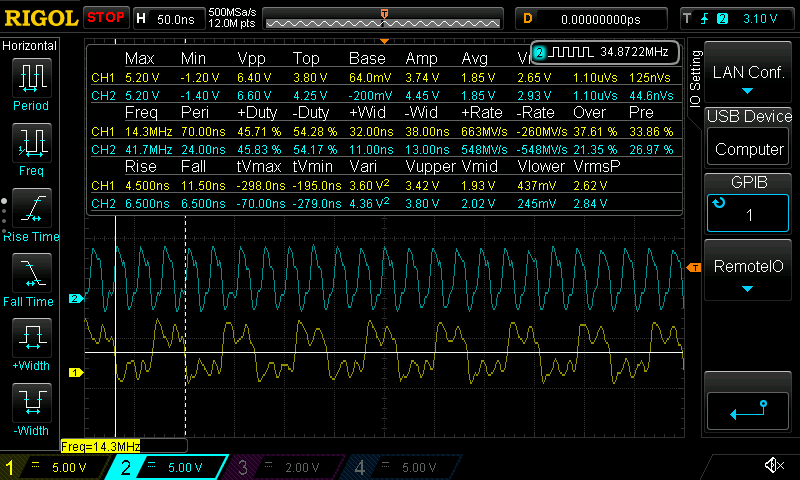 RIGOL STOP H 50.0ns 500MSa/s 12.0M pts T D 0.00000000ps T 2 3.10 V
Horizontal
Period
Freq
Rise Time
Fall Time
+Width
-Width
2 34.8722MHz
Max Min Vpp Top Base Amp Avg
CH1 5.20 V -1.20 V 6.40 V 3.80 V 64.0mV 3.74 V 1.85 V 2.65 V 1.10uVs 125nVs
CH2 5.20 V -1.40 V 6.60 V 4.25 V -200mV 4.45 V 1.85 V 2.93 V 1.10uVs 44.6nVs
Freq Peri +Duty -Duty +Wid -Wid +Rate -Rate Over Pre
CH1 14.3MHz 70.00ns 45.71 % 54.28 % 32.00ns 38.00ns 663MV/s -260MV/s 37.61 % 33.86 %
CH2 41.7MHz 24.00ns 45.83 % 54.17 % 11.00ns 13.00ns 548MV/s -548MV/s 21.35 % 26.97 %
Rise Fall tVmax tVmin Vari Vupper Vmid Vlower VrmsP
CH1 4.500ns 11.50ns -298.0ns -195.0ns 3.60 V² 3.42 V 1.93 V 437mV 2.62 V
CH2 6.500ns 6.500ns -70.00ns -279.0ns 4.36 V² 3.80 V 2.02 V 245mV 2.84 V
T
2
1
Freq=14.3MHz
IO Setting
LAN Conf.
USB Device
Computer
GPIB
1
RemoteIO
1 5.00 V 2 5.00 V 3 2.00 V 4 5.00 V